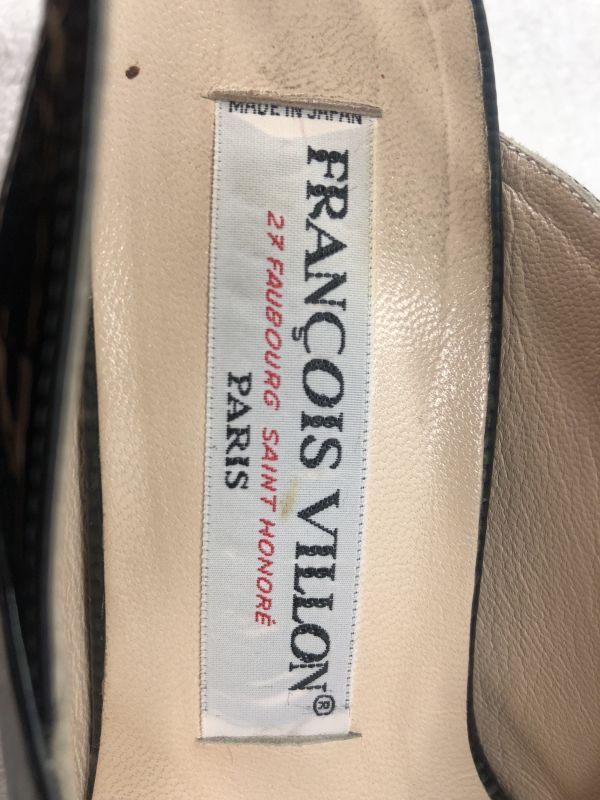 MADE IN JAPAN
FRANÇOIS VILLON®
27 FAUBOURG SAINT HONORÉ
PARIS